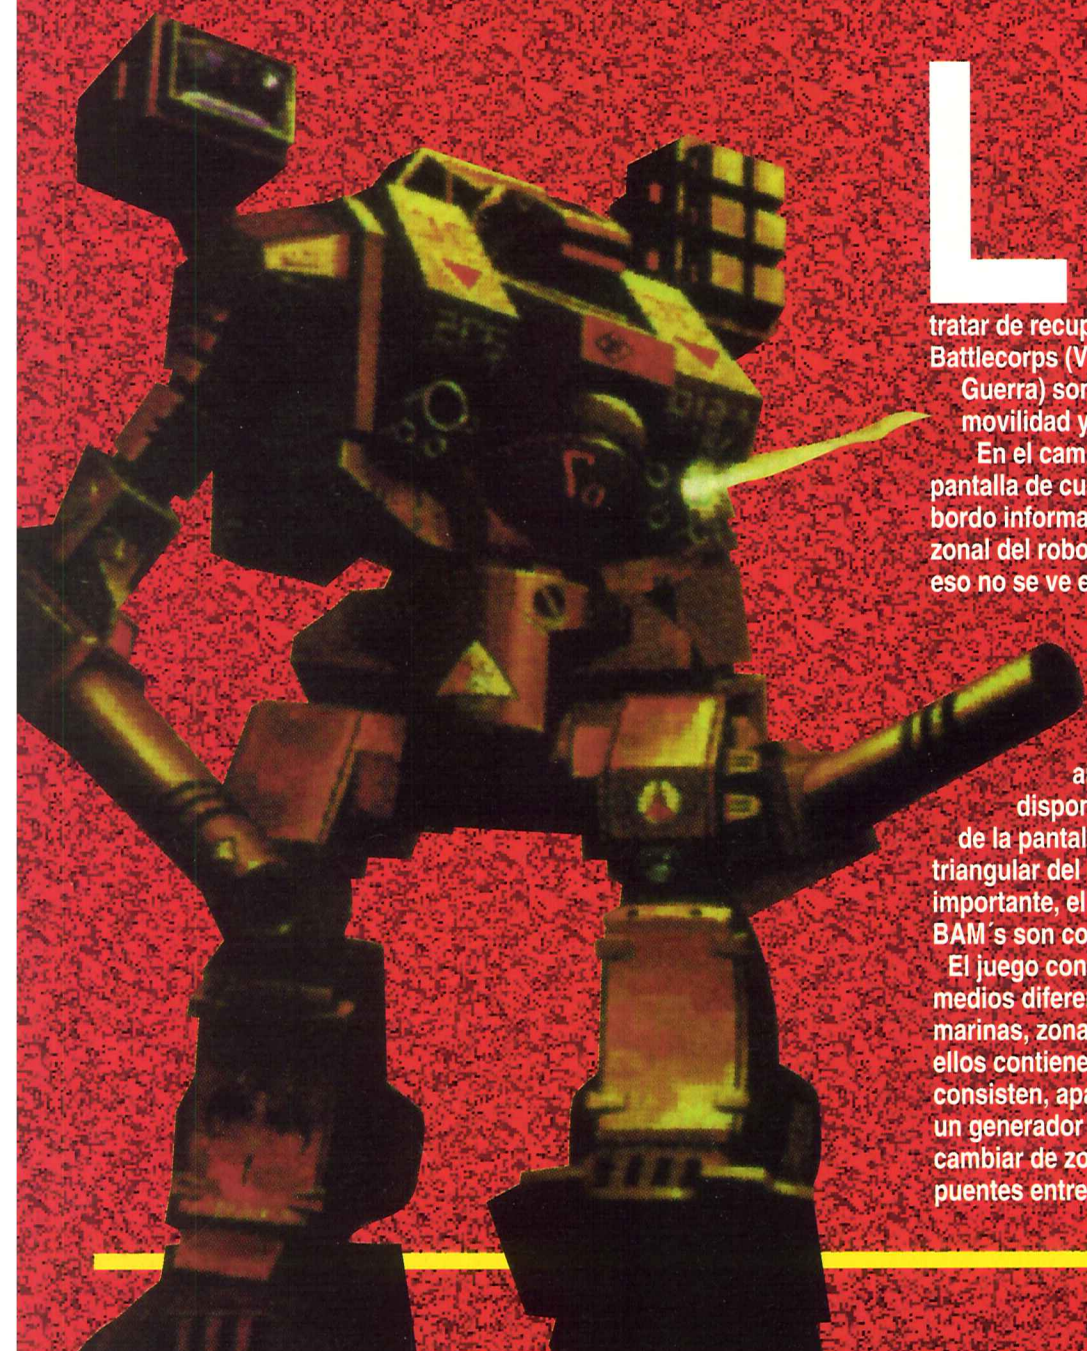 L
tratar de recup
Battlecorps (V
Guerra) son
movilidad y
En el cam
pantalla de cu
bordo informa
zonal del robo
eso no se ve e
a
dispon
de la pantal
triangular del
importante, el
BAM´s son co
El juego con
medios difere
marinas, zona
ellos contiene
consisten, apa
un generador
cambiar de zo
puentes entre